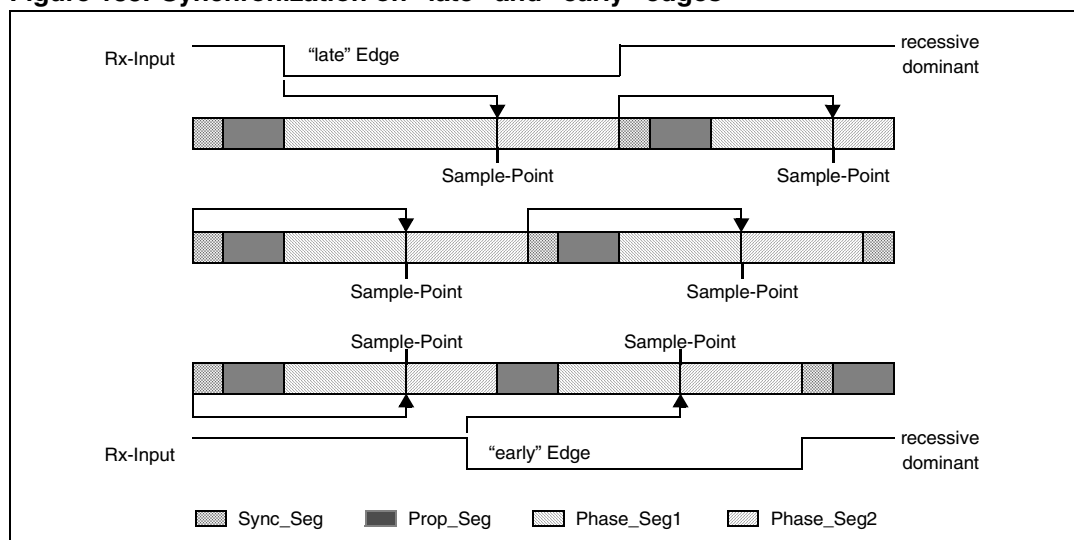 Figure Synchronization on “late” and “early” edges
Rx-Input
“late” Edge
recessive
dominant
Sample-Point
Sample-Point
Sample-Point
Sample-Point
Sample-Point
Sample-Point
Rx-Input
“early” Edge
recessive
dominant
Sync_Seg
Prop_Seg
Phase_Seg1
Phase_Seg2